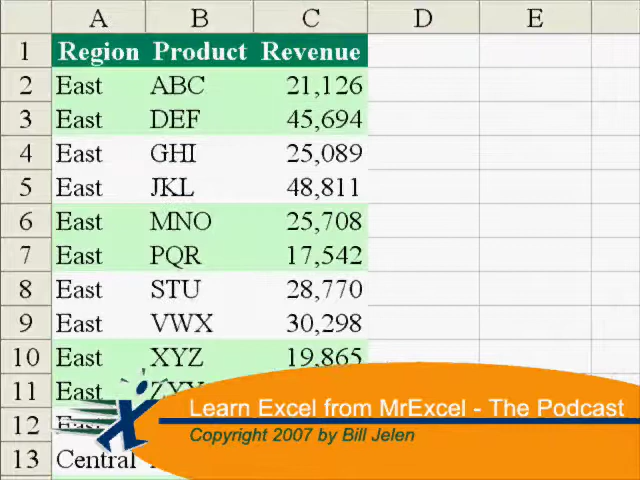 A B C D E
1 Region Product Revenue
2 East ABC 21,126
3 East DEF 45,694
4 East GHI 25,089
5 East JKL 48,811
6 East MNO 25,708
7 East PQR 17,542
8 East STU 28,770
9 East VWX 30,298
10 East XYZ 19,865
11 East
12 East
13 Central
Learn Excel from MrExcel - The Podcast
Copyright 2007 by Bill Jelen